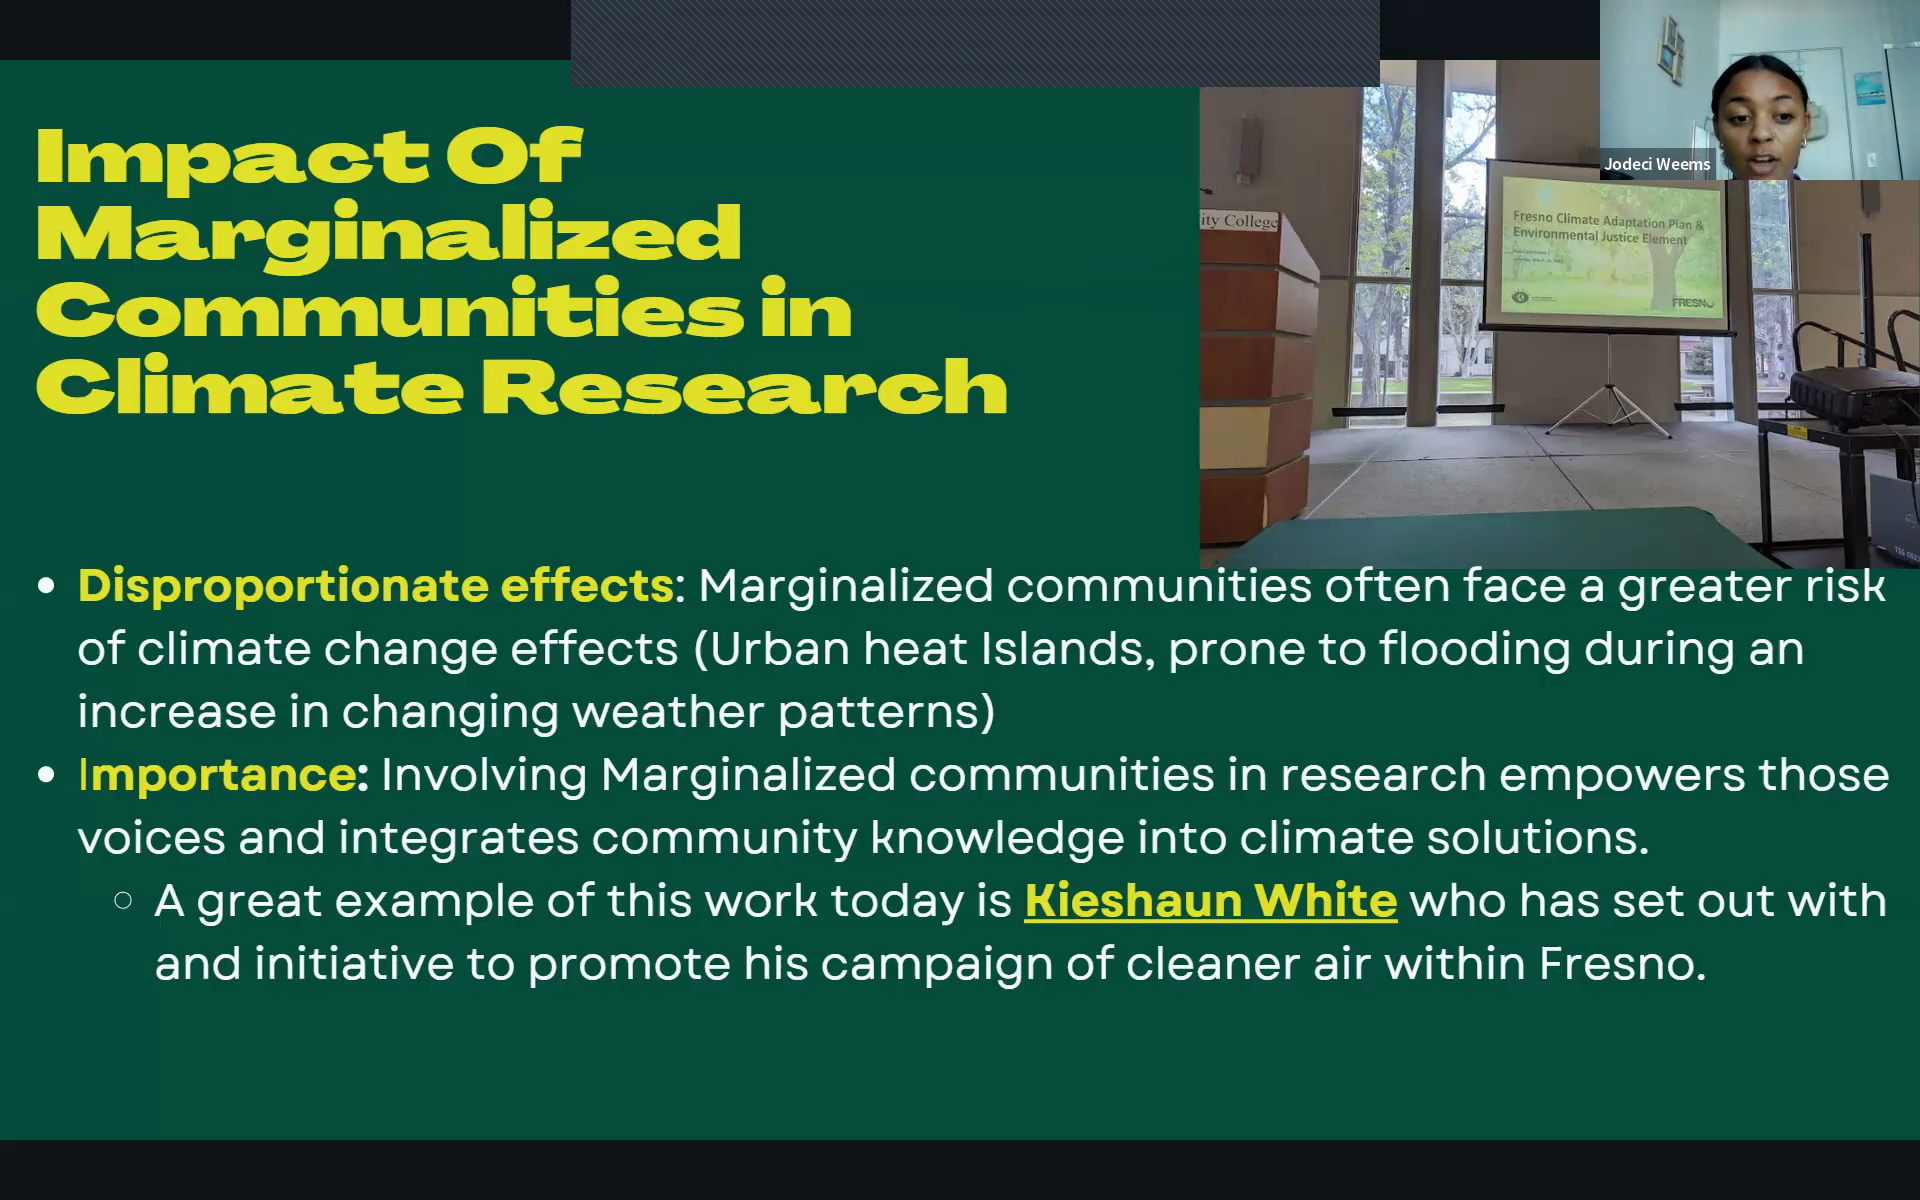 Impact Of
Marginalized
Communities in
Climate Research
Jodeci Weems
ity College
Fresno Climate Adaptation Plan &
Environmental Justice Element
FRESNO
Disproportionate effects: Marginalized communities often face a greater risk
of climate change effects (Urban heat Islands, prone to flooding during an
increase in changing weather patterns)
Importance: Involving Marginalized communities in research empowers those
voices and integrates community knowledge into climate solutions.
A great example of this work today is Kieshaun White who has set out with
and initiative to promote his campaign of cleaner air within Fresno.